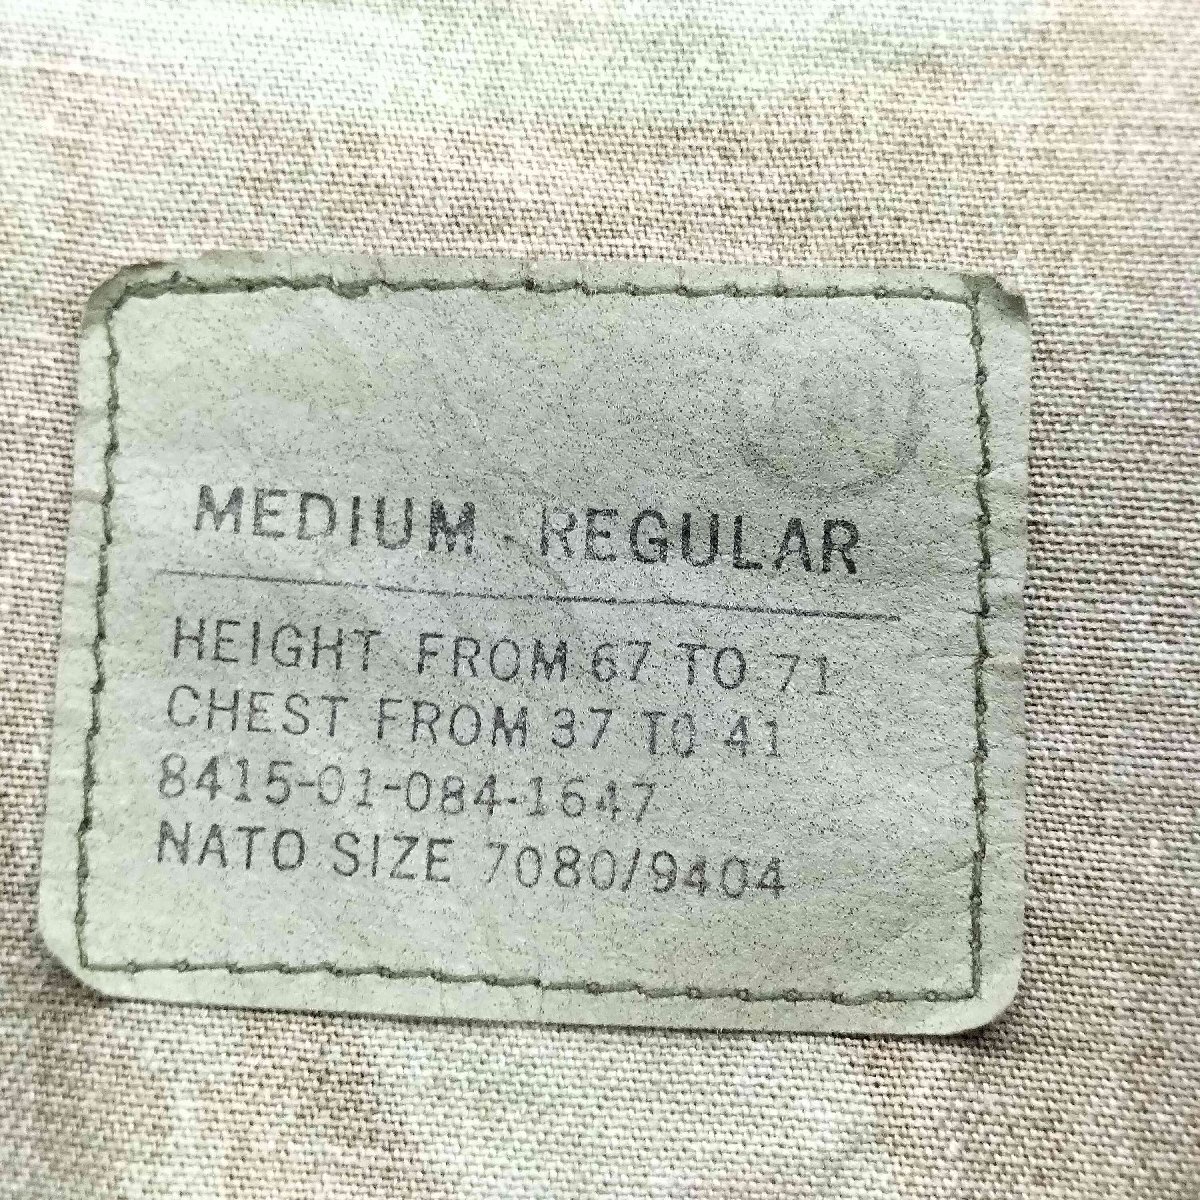 MEDIUM - REGULAR
HEIGHT FROM 67 TO 71
CHEST FROM 37 TO 41
8415-01-084-1647
NATO SIZE 7080/9404